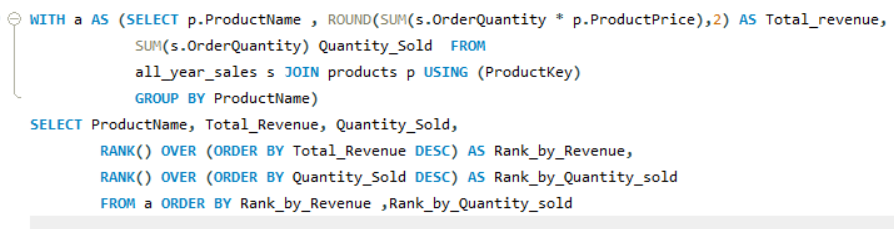 WITH a AS (SELECT p.ProductName , ROUND(SUM(s.OrderQuantity * p.ProductPrice),2) AS Total_revenue,
SUM(s.OrderQuantity) Quantity_Sold FROM
all_year_sales s JOIN products p USING (ProductKey)
GROUP BY ProductName)
SELECT ProductName, Total_Revenue, Quantity_Sold,
RANK() OVER (ORDER BY Total_Revenue DESC) AS Rank_by_Revenue,
RANK() OVER (ORDER BY Quantity_Sold DESC) AS Rank_by_Quantity_sold
FROM a ORDER BY Rank_by_Revenue ,Rank_by_Quantity_sold